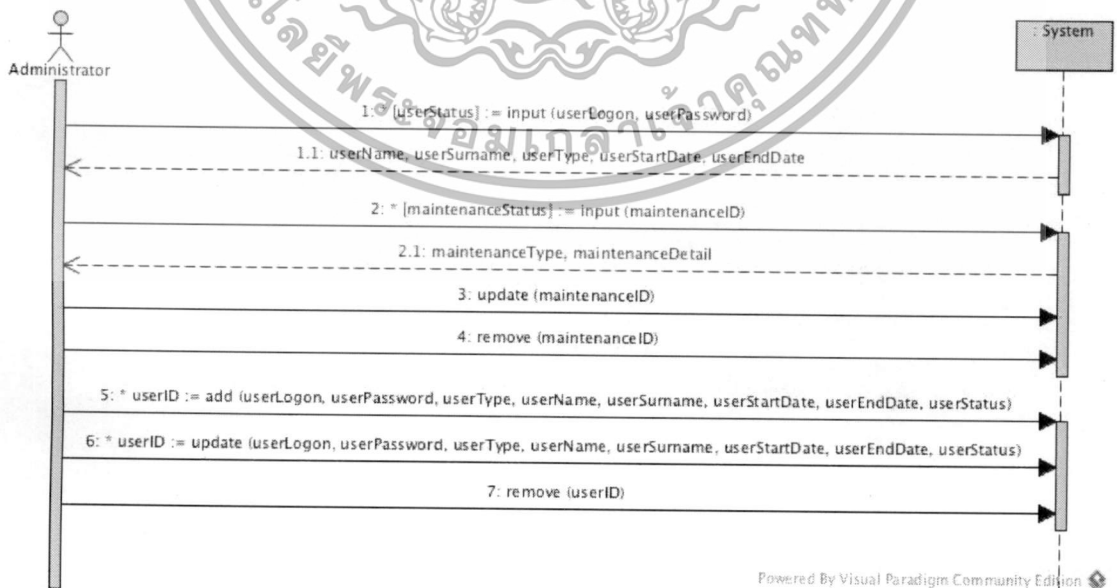 : System
Administrator
1: * [userStatus] := input (userLogon, userPassword)
1.1: userName, userSurname, userType, userStartDate, userEndDate
2: * [maintenanceStatus] := input (maintenanceID)
2.1: maintenanceType, maintenanceDetail
3: update (maintenanceID)
4: remove (maintenanceID)
5: * userID := add (userLogon, userPassword, userType, userName, userSurname, userStartDate, userEndDate, userStatus)
6: * userID := update (userLogon, userPassword, userType, userName, userSurname, userStartDate, userEndDate, userStatus)
7: remove (userID)
Powered By Visual Paradigm Community Edition